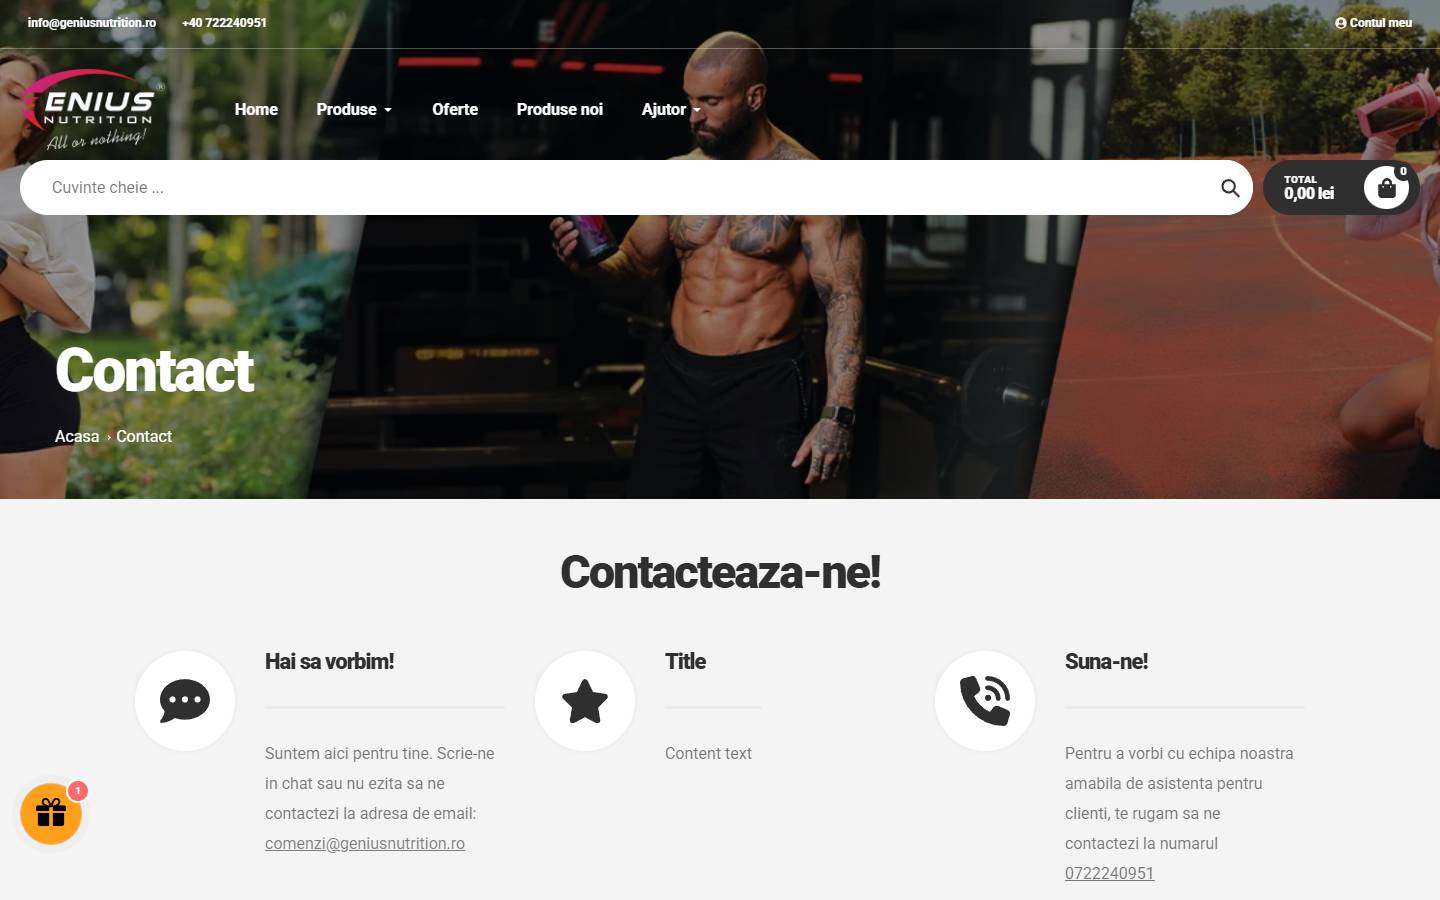 info@geniusnutrition.ro
+40 722240951
Contul meu
ENIUS
NUTRITION
All or nothing!
Home
Produse
Oferte
Produse noi
Ajutor
Cuvinte cheie ...
TOTAL
0,00 lei
0
Contact
Acasa › Contact
Contacteaza-ne!
Hai sa vorbim!
Suntem aici pentru tine. Scrie-ne
in chat sau nu ezita sa ne
contactezi la adresa de email:
comenzi@geniusnutrition.ro
Title
Content text
Suna-ne!
Pentru a vorbi cu echipa noastra
amabila de asistenta pentru
clienti, te rugam sa ne
contactezi la numarul
0722240951
1